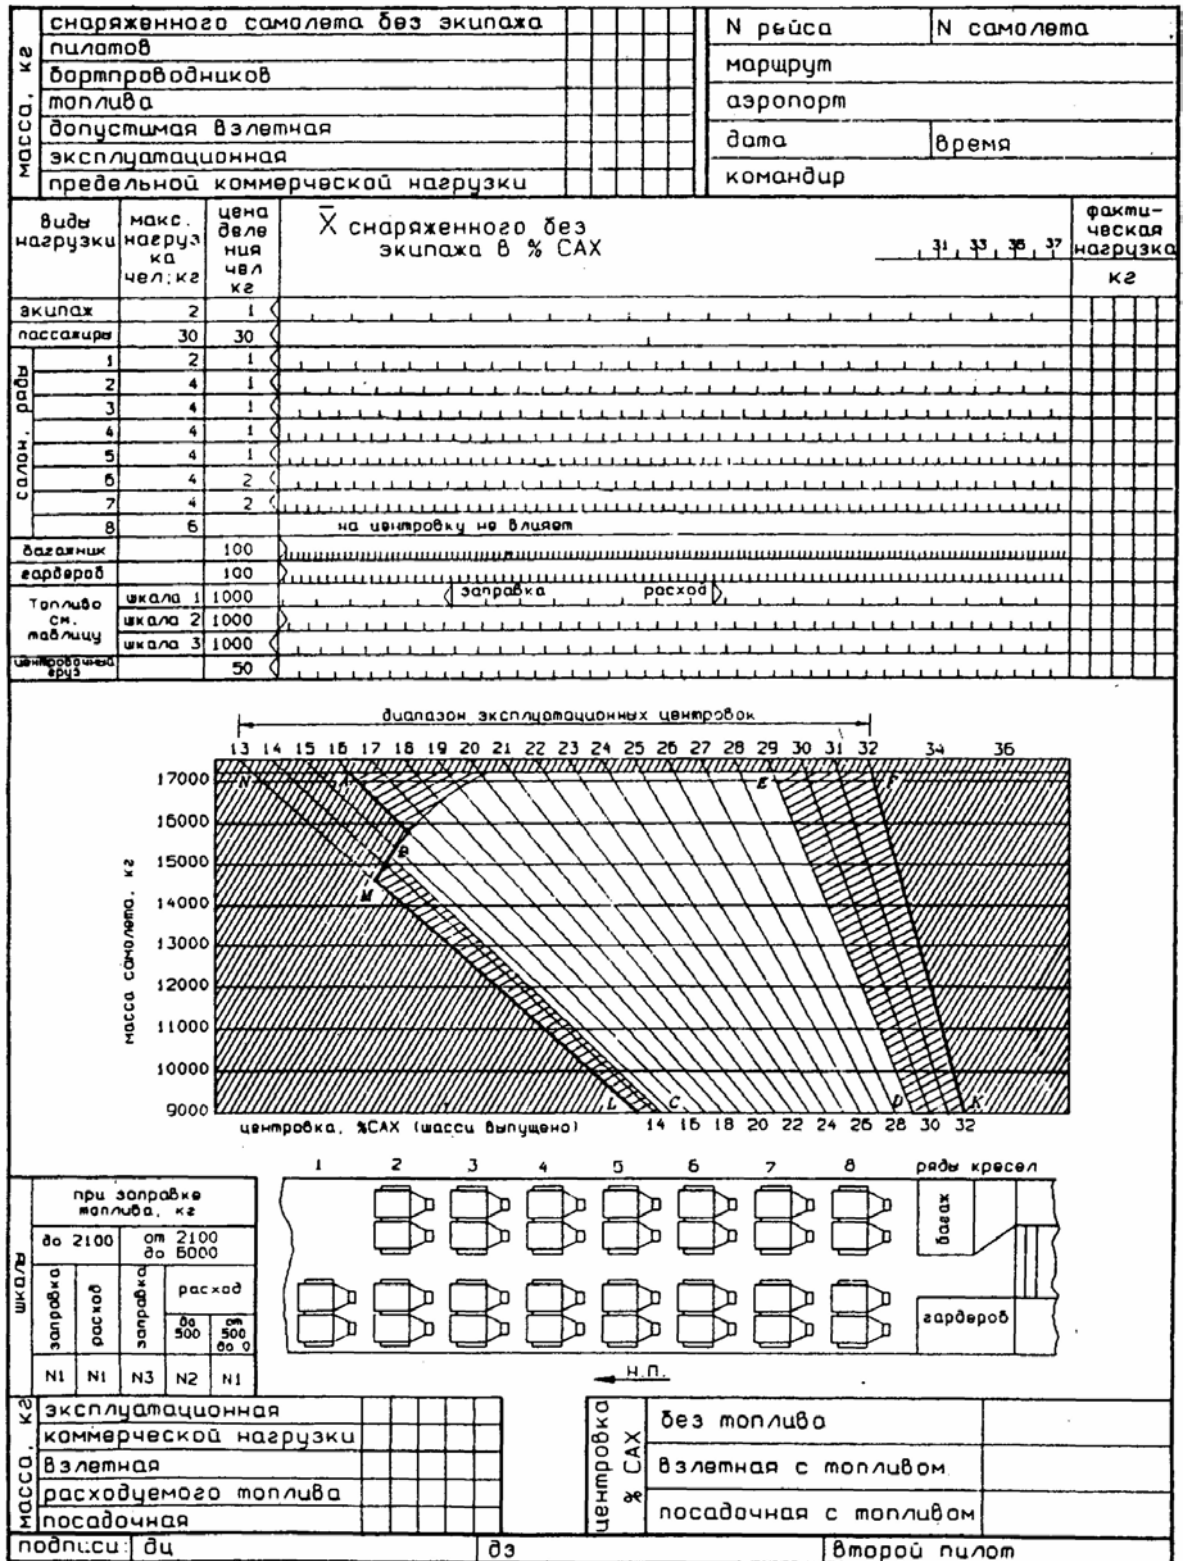 масса, кг
снаряженного самолета без экипажа
пилотов
бортпроводников
топлива
допустимая взлетная
эксплуатационная
предельной коммерческой нагрузки
N рейса N самолета
маршрут
аэропорт
дата время
командир
виды нагрузки
макс. нагруз ка чел; кг
цена деле ния чел кг
X̅ снаряженного без
экипажа в % САХ
31 33 35 37
факти-
ческая
нагрузка
кг
экипаж 2 1
пассажиры 30 30
салон, ряды
1 2 1
2 4 1
3 4 1
4 4 1
5 4 1
6 4 2
7 4 2
8 6 на центровку не влияет
багажник 100
гардероб 100
Топливо см. таблицу
шкала 1 1000 заправка расход
шкала 2 1000
шкала 3 1000
центровочный груз 50
диапазон эксплуатационных центровок
13 14 15 16 17 18 19 20 21 22 23 24 25 26 27 28 29 30 31 32 34 36
масса самолета, кг
17000 N A E F
16000
B
15000
M
14000
13000
12000
11000
10000
9000 L C D K
центровка, %САХ (шасси выпущено) 14 16 18 20 22 24 26 28 30 32
1 2 3 4 5 6 7 8 ряды кресел
багаж
гардероб
Н.П.
шкалы
при заправке
топлива, кг
до 2100 от 2100 до 5000
заправка расход заправка расход
до 500 от 500 до 0
N1 N1 N3 N2 N1
масса, кг
эксплуатационная
коммерческой нагрузки
взлетная
расходуемого топлива
посадочная
центровка % САХ
без топлива
взлетная с топливом
посадочная с топливом
подписи: дц дз второй пилот